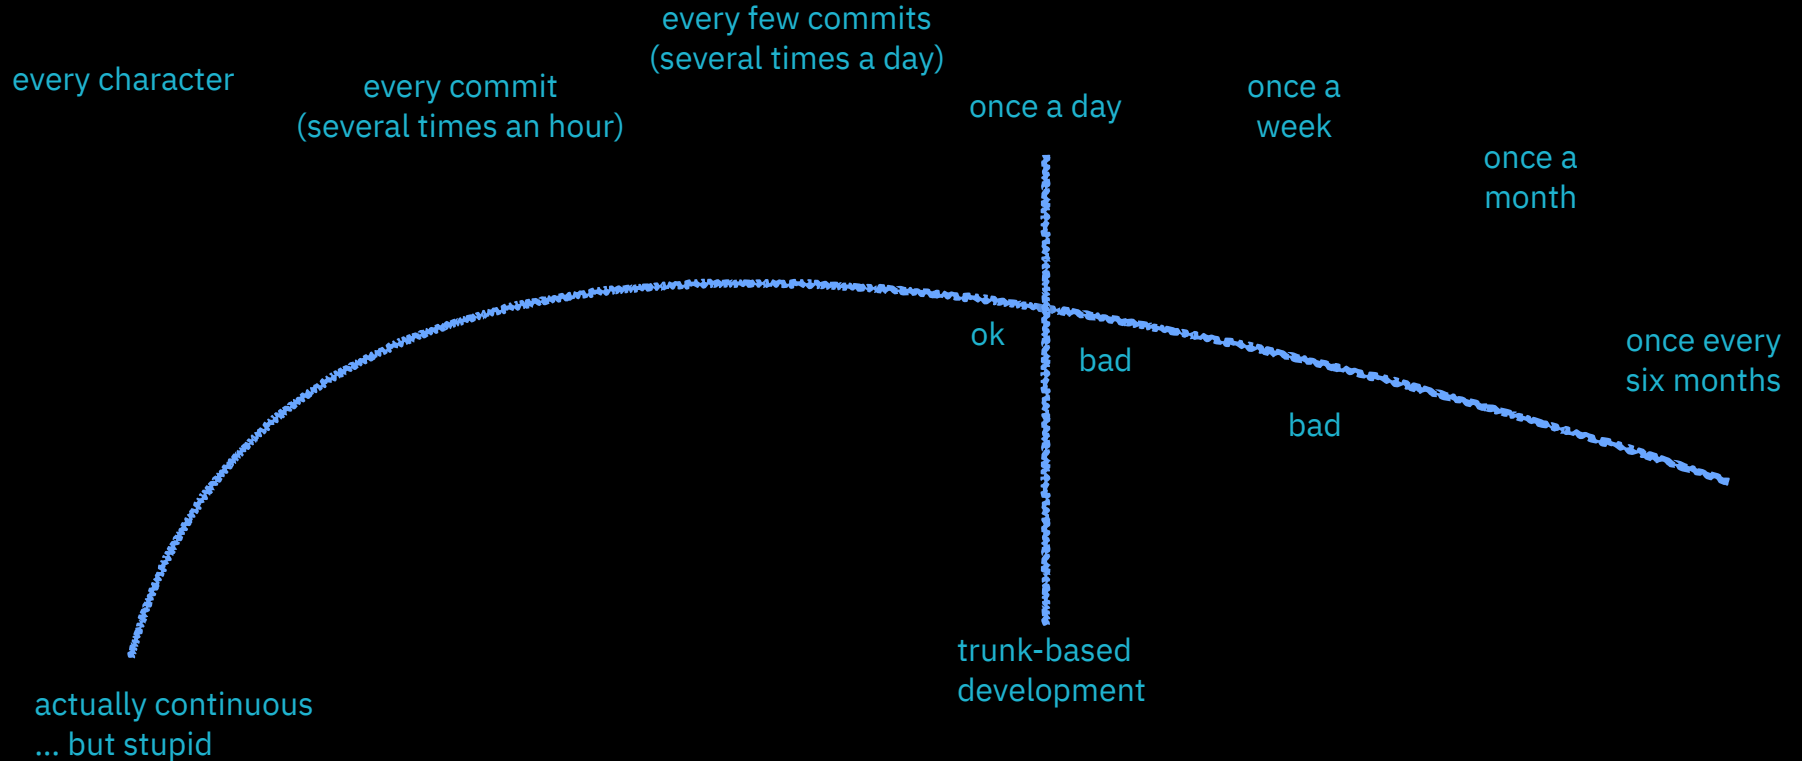 every character
every commit
(several times an hour)
every few commits
(several times a day)
once a day
once a
week
once a
month
once every
six months
ok
bad
bad
trunk-based
development
actually continuous
... but stupid